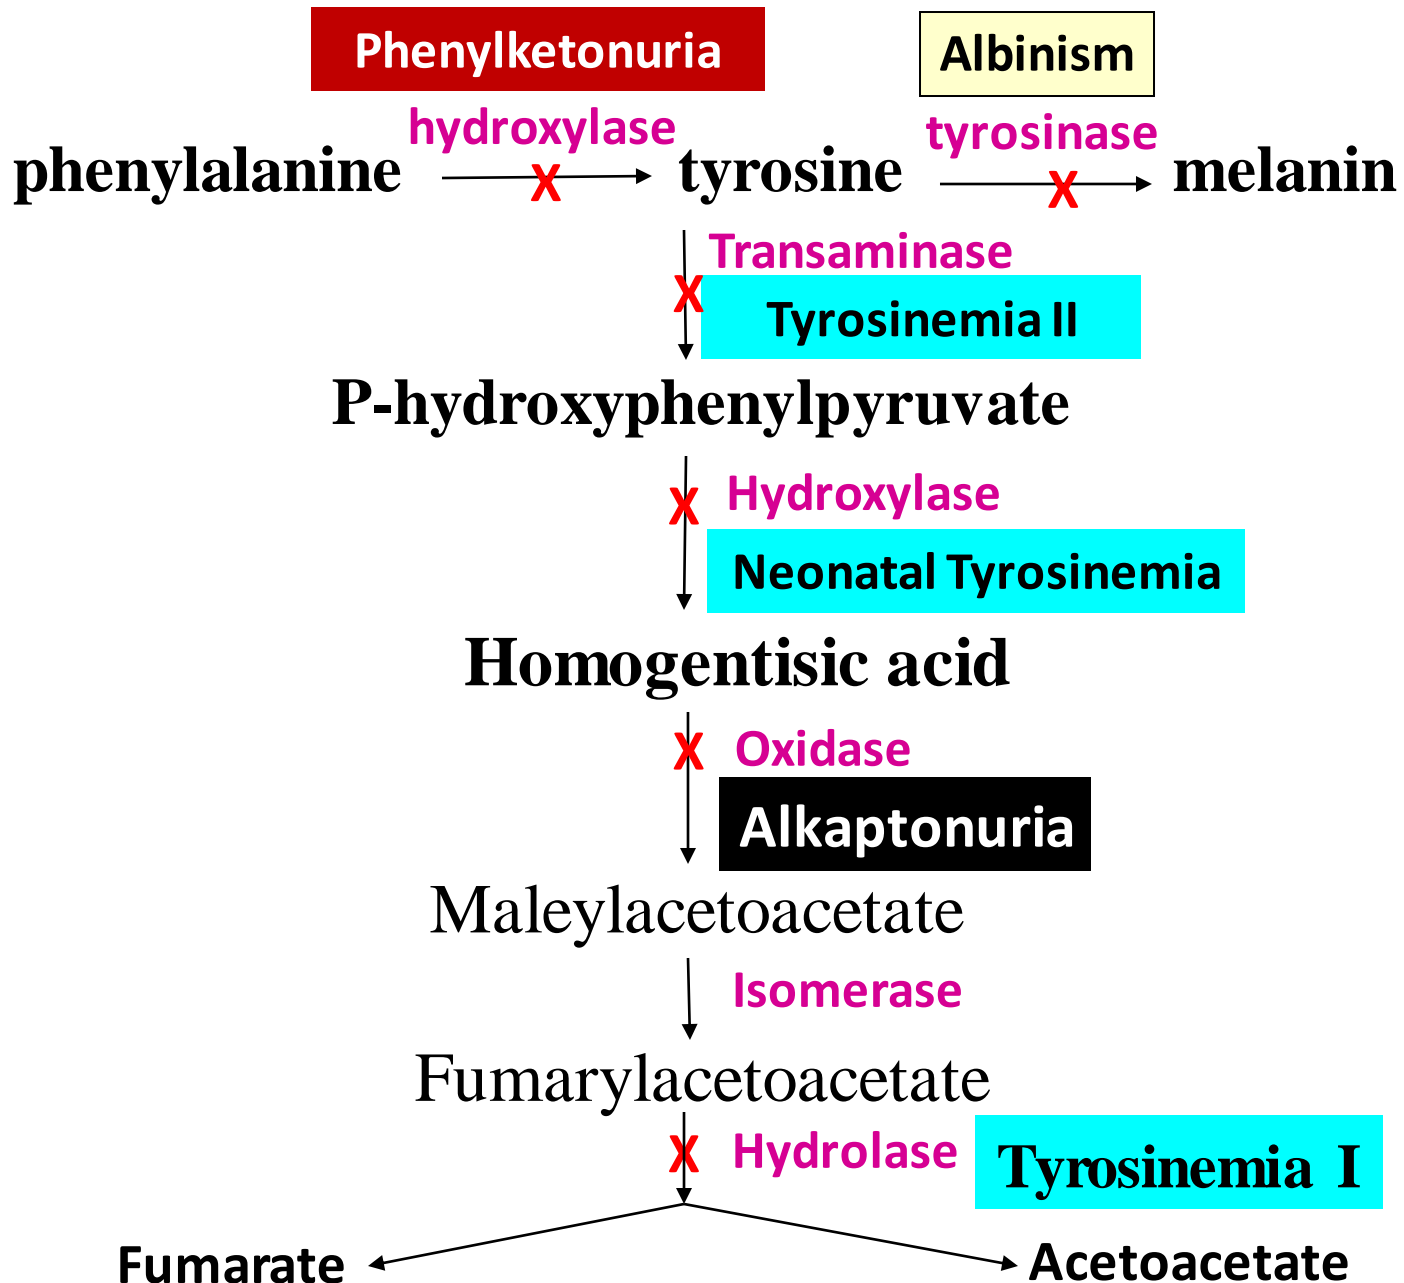 Phenylketonuria
Albinism
hydroxylase
tyrosinase
phenylalanine
X
tyrosine
X
melanin
Transaminase
X
Tyrosinemia II
P-hydroxyphenylpyruvate
X
Hydroxylase
Neonatal Tyrosinemia
Homogentisic acid
X
Oxidase
Alkaptonuria
Maleylacetoacetate
Isomerase
Fumarylacetoacetate
X
Hydrolase
Tyrosinemia I
Fumarate
Acetoacetate